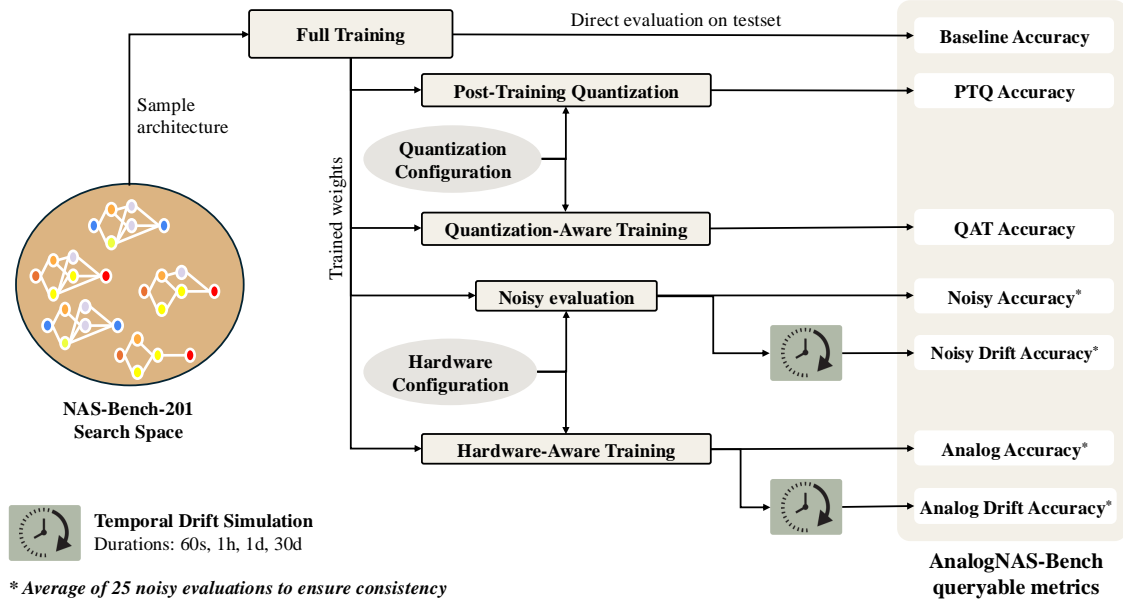 Full Training
Direct evaluation on testset
Baseline Accuracy
Sample
architecture
Post-Training Quantization
PTQ Accuracy
Quantization
Configuration
Trained weights
Quantization-Aware Training
QAT Accuracy
Noisy evaluation
Noisy Accuracy*
Noisy Drift Accuracy*
Hardware
Configuration
NAS-Bench-201
Search Space
Hardware-Aware Training
Analog Accuracy*
Analog Drift Accuracy*
Temporal Drift Simulation
Durations: 60s, 1h, 1d, 30d
* Average of 25 noisy evaluations to ensure consistency
AnalogNAS-Bench
queryable metrics